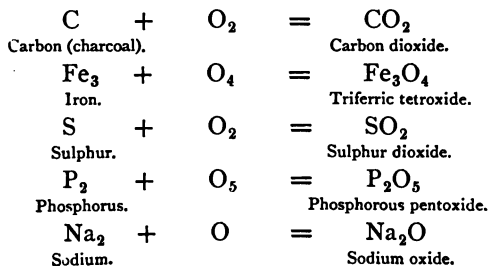 C + O₂ = CO₂
Carbon (charcoal). Carbon dioxide.
Fe₃ + O₄ = Fe₃O₄
Iron. Triferric tetroxide.
S + O₂ = SO₂
Sulphur. Sulphur dioxide.
P₂ + O₅ = P₂O₅
Phosphorus. Phosphorous pentoxide.
Na₂ + O = Na₂O
Sodium. Sodium oxide.